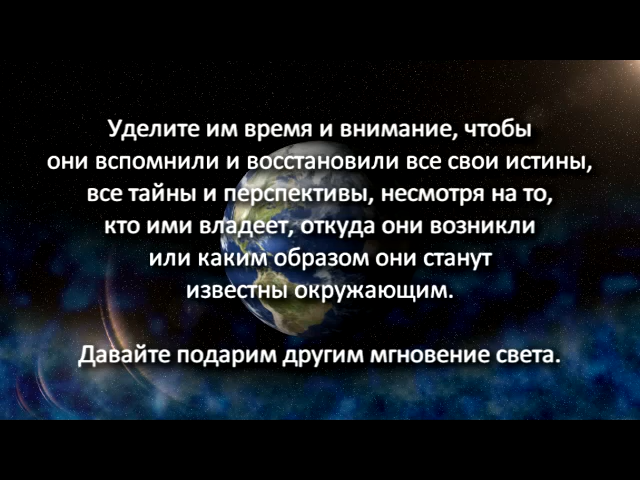 Уделите им время и внимание, чтобы
они вспомнили и восстановили все свои истины,
все тайны и перспективы, несмотря на то,
кто ими владеет, откуда они возникли
или каким образом они станут
известны окружающим.
Давайте подарим другим мгновение света.